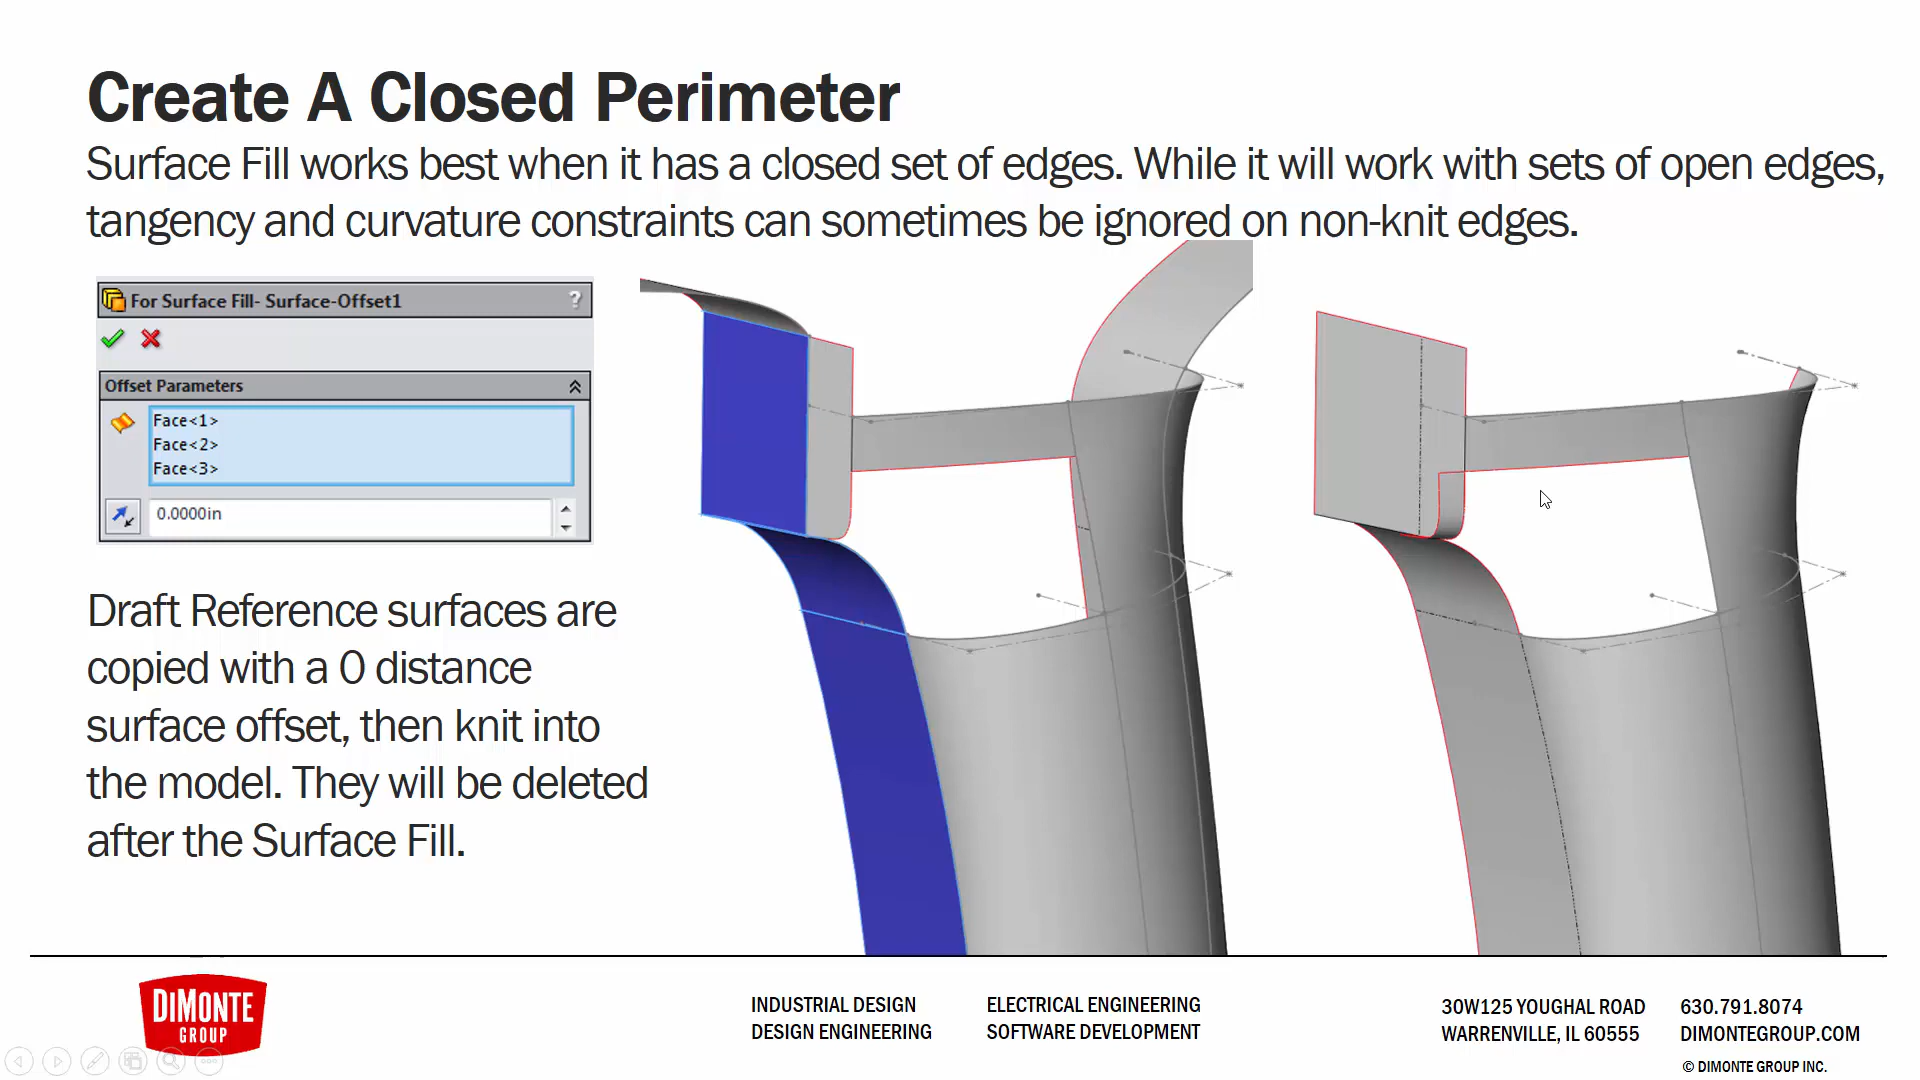 Create A Closed Perimeter
Surface Fill works best when it has a closed set of edges. While it will work with sets of open edges,
tangency and curvature constraints can sometimes be ignored on non-knit edges.
For Surface Fill- Surface-Offset1 ?
Offset Parameters
Face<1>
Face<2>
Face<3>
0.0000in
Draft Reference surfaces are
copied with a 0 distance
surface offset, then knit into
the model. They will be deleted
after the Surface Fill.
DIMONTE
GROUP
INDUSTRIAL DESIGN
DESIGN ENGINEERING
ELECTRICAL ENGINEERING
SOFTWARE DEVELOPMENT
30W125 YOUGHAL ROAD
WARRENVILLE, IL 60555
630.791.8074
DIMONTEGROUP.COM
© DIMONTE GROUP INC.